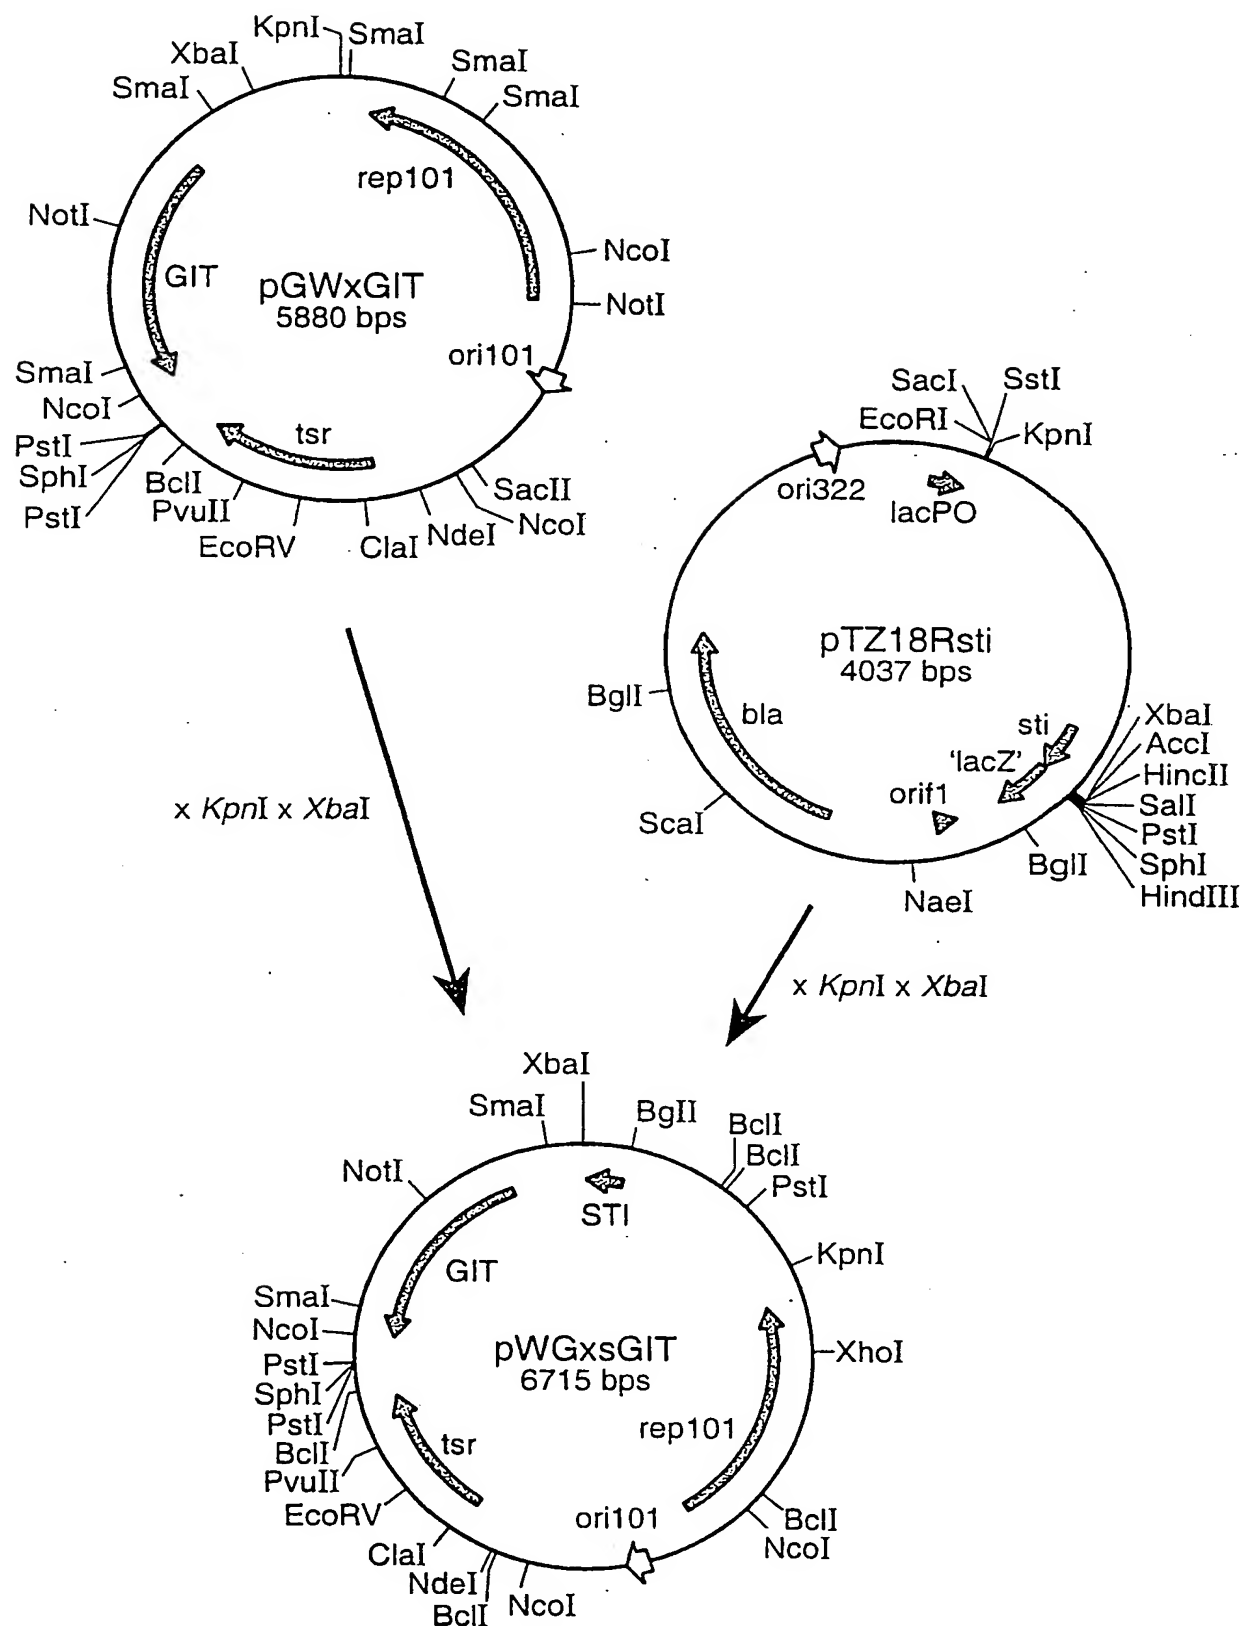 KpnI
SmaI
XbaI
SmaI
SmaI
SmaI
rep101
NotI
NcoI
GIT
pGWxGIT
5880 bps
NotI
ori101
SmaI
NcoI
PstI
SphI
PstI
tsr
BclI
PvuII
EcoRV
ClaI
NdeI
NcoI
SacII
SacI
SstI
EcoRI
KpnI
ori322
lacPO
pTZ18Rsti
4037 bps
BglI
bla
sti
'lacZ'
orif1
XbaI
AccI
HincII
SalI
PstI
SphI
HindIII
ScaI
BglI
NaeI
x KpnI x XbaI
x KpnI x XbaI
XbaI
SmaI
BgII
BclI
BclI
PstI
NotI
STI
KpnI
GIT
SmaI
NcoI
PstI
SphI
PstI
BclI
PvuII
EcoRV
pWGxsGIT
6715 bps
XhoI
rep101
tsr
ori101
BclI
NcoI
ClaI
NdeI
BclI
NcoI